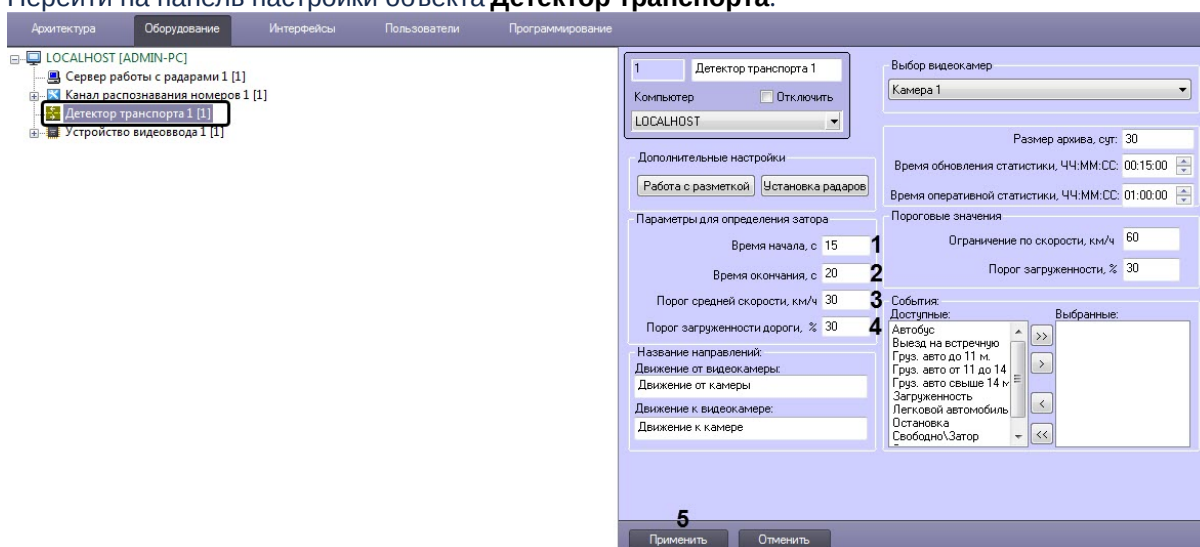 Перейти на панель настройки объекта Детектор транспорта.
Архитектура Оборудование Интерфейсы Пользователи Программирование
LOCALHOST [ADMIN-PC]
Сервер работы с радарами 1 [1]
Канал распознавания номеров 1 [1]
Детектор транспорта 1 [1]
Устройство видеоввода 1 [1]
1 Детектор транспорта 1
Компьютер Отключить
LOCALHOST
Дополнительные настройки
Работа с разметкой Установка радаров
Параметры для определения затора
Время начала, с 15 1
Время окончания, с 20 2
Порог средней скорости, км/ч 30 3
Порог загруженности дороги, % 30 4
Название направлений:
Движение от видеокамеры:
Движение от камеры
Движение к видеокамере:
Движение к камере
Выбор видеокамер
Камера 1
Размер архива, сут: 30
Время обновления статистики, ЧЧ:ММ:СС: 00:15:00
Время оперативной статистики, ЧЧ:ММ:СС: 01:00:00
Пороговые значения
Ограничение по скорости, км/ч 60
Порог загруженности, % 30
События:
Доступные: Выбранные:
Автобус
Выезд на встречную
Груз. авто до 11 м.
Груз. авто от 11 до 14
Груз. авто свыше 14 м
Загруженность
Легковой автомобиль
Остановка
Свободно\Затор
>>
>
<
<<
5
Применить Отменить